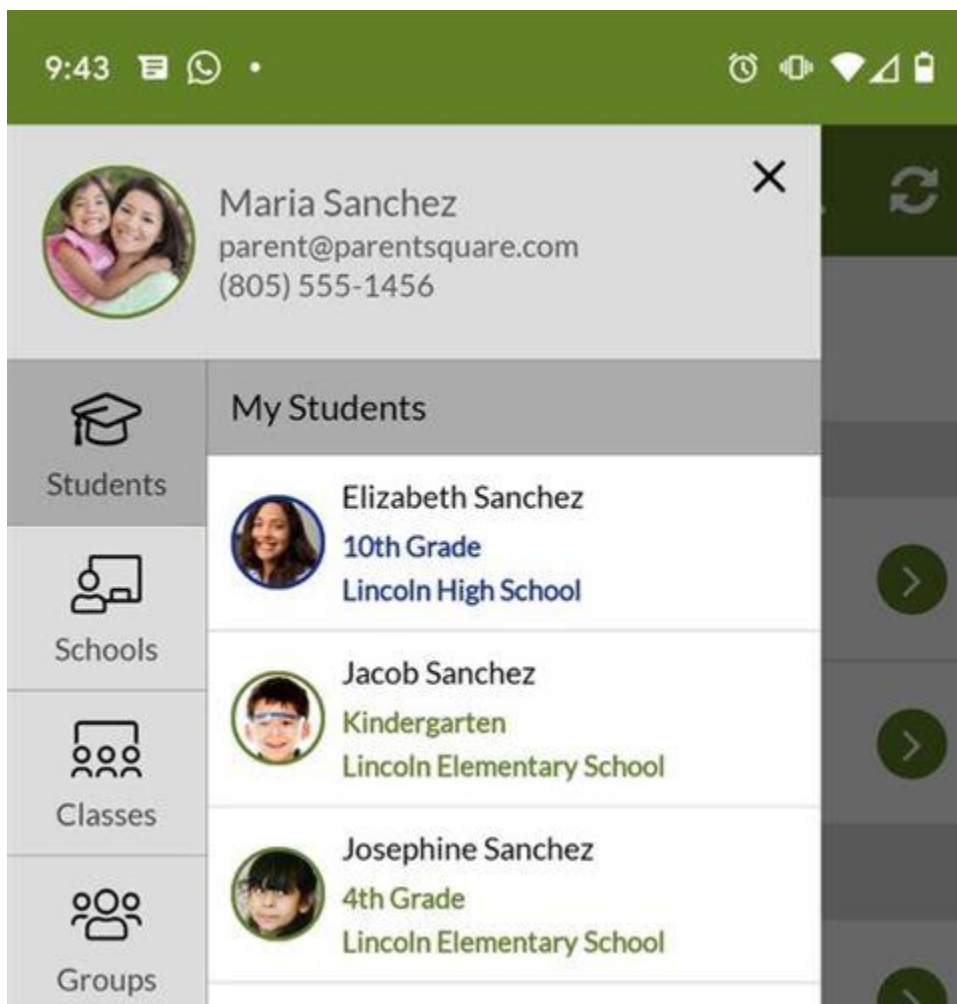 9:43
Maria Sanchez
parent@parentsquare.com
(805) 555-1456
Students
My Students
Elizabeth Sanchez
10th Grade
Lincoln High School
Schools
Jacob Sanchez
Kindergarten
Lincoln Elementary School
Classes
Josephine Sanchez
4th Grade
Lincoln Elementary School
Groups